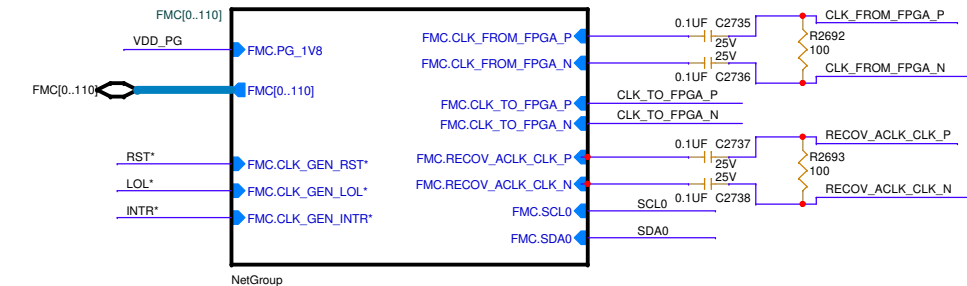 FMC[0..110]
VDD_PG
FMC.PG_1V8
FMC[0..110]
FMC[0..110]
RST*
FMC.CLK_GEN_RST*
LOL*
FMC.CLK_GEN_LOL*
INTR*
FMC.CLK_GEN_INTR*
NetGroup
FMC.CLK_FROM_FPGA_P
FMC.CLK_FROM_FPGA_N
FMC.CLK_TO_FPGA_P
FMC.CLK_TO_FPGA_N
FMC.RECOV_ACLK_CLK_P
FMC.RECOV_ACLK_CLK_N
FMC.SCL0
FMC.SDA0
0.1UF C2735
25V
25V
0.1UF C2736
CLK_FROM_FPGA_P
R2692
100
CLK_FROM_FPGA_N
CLK_TO_FPGA_P
CLK_TO_FPGA_N
0.1UF C2737
25V
25V
0.1UF C2738
RECOV_ACLK_CLK_P
R2693
100
RECOV_ACLK_CLK_N
SCL0
SDA0